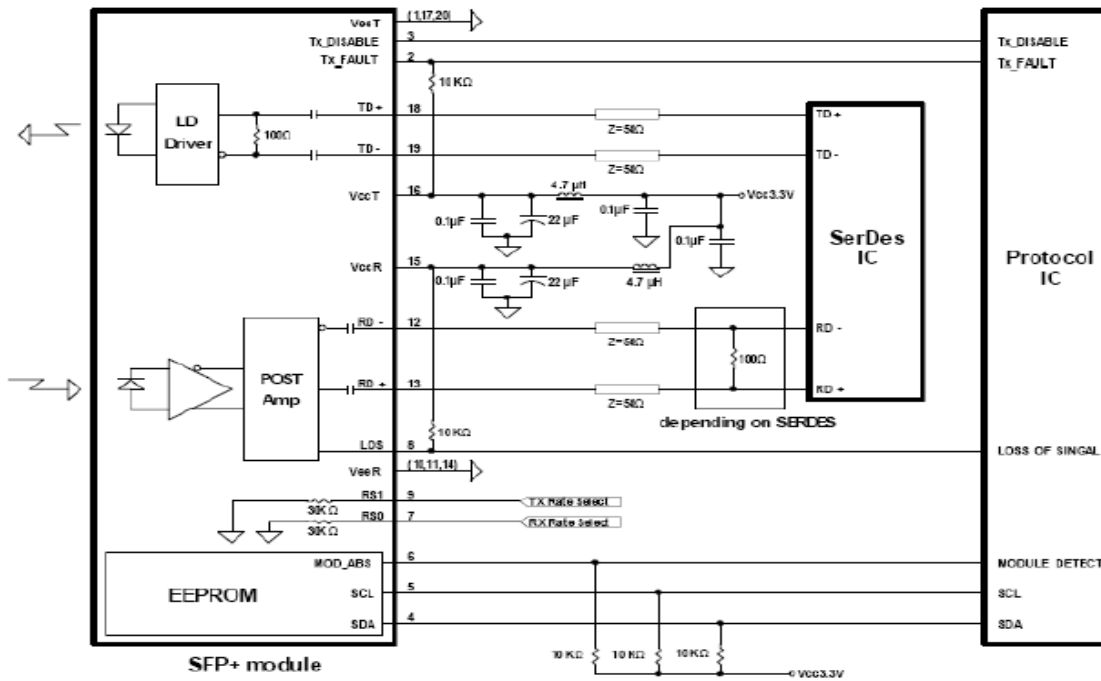 VeeT (1,17,20)
Tx_DISABLE 3 Tx_DISABLE
Tx_FAULT 2 Tx_FAULT
10 KΩ
LD
Driver
100Ω
TD + 18 Z=50Ω TD +
TD - 19 Z=50Ω TD -
VccT 16 4.7 µH Vcc3.3V
0.1µF 22 µF 0.1µF
0.1µF
SerDes
IC
Protocol
IC
VccR 15
0.1µF 22 µF 4.7 µH
RD - 12 Z=50Ω RD -
100Ω
POST
Amp
RD + 13 Z=50Ω RD +
depending on SERDES
10 KΩ
LOS 8 LOSS OF SINGAL
VeeR (10,11,14)
RS1 9 TX Rate Select
30KΩ
RS0 7 RX Rate Select
30KΩ
EEPROM
MOD_ABS 6 MODULE DETECT
SCL 5 SCL
SDA 4 SDA
10 KΩ 10 KΩ 10 KΩ
Vcc3.3V
SFP+ module